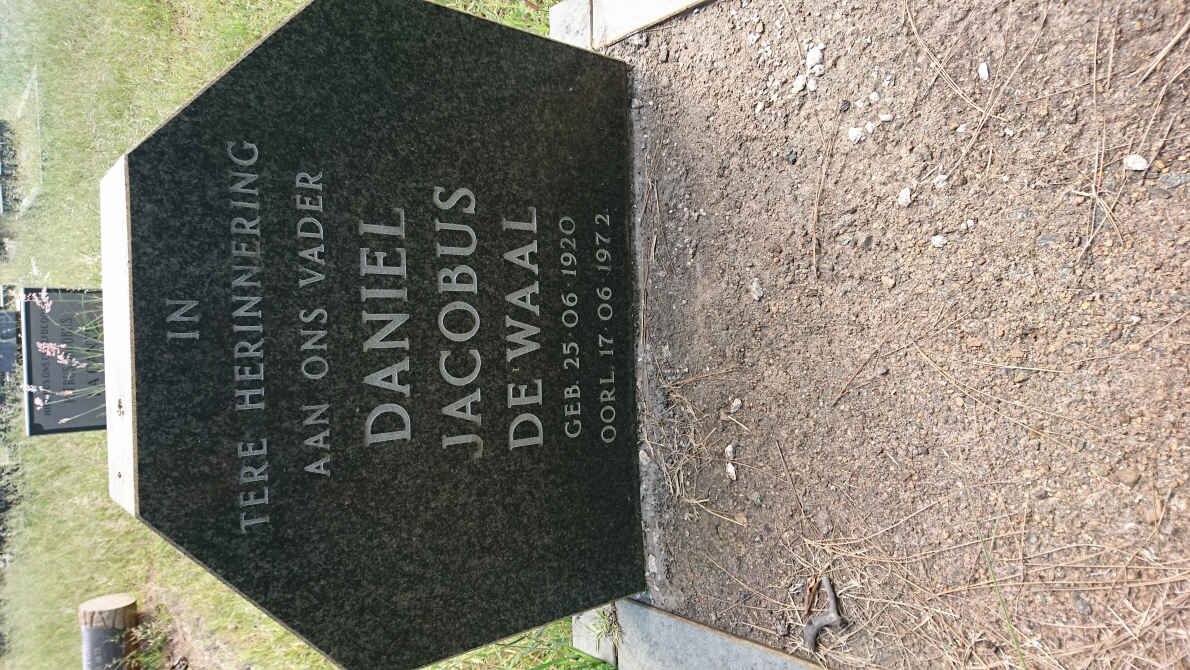 IN
TERE HERINNERING
AAN ONS VADER
DANIEL
JACOBUS
DE WAAL
GEB. 25·06·1920
OORL. 17·06·1972.